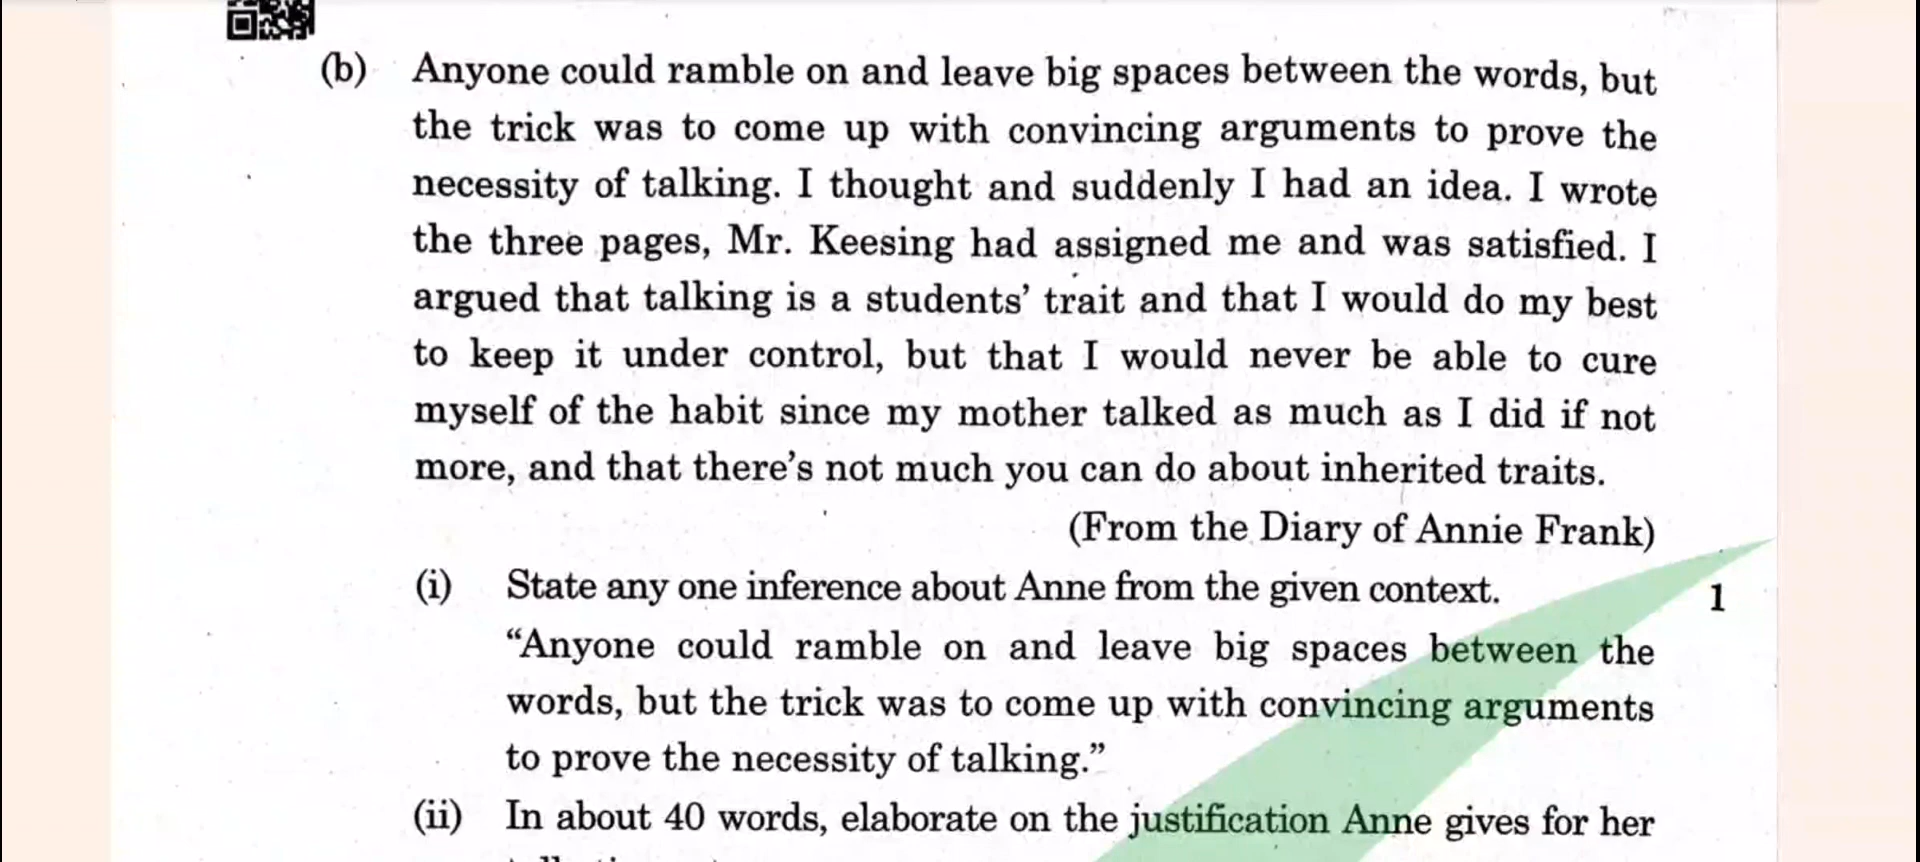 (b) Anyone could ramble on and leave big spaces between the words, but
the trick was to come up with convincing arguments to prove the
necessity of talking. I thought and suddenly I had an idea. I wrote
the three pages, Mr. Keesing had assigned me and was satisfied. I
argued that talking is a students’ trait and that I would do my best
to keep it under control, but that I would never be able to cure
myself of the habit since my mother talked as much as I did if not
more, and that there’s not much you can do about inherited traits.
(From the Diary of Annie Frank)
(i) State any one inference about Anne from the given context. 1
“Anyone could ramble on and leave big spaces between the
words, but the trick was to come up with convincing arguments
to prove the necessity of talking.”
(ii) In about 40 words, elaborate on the justification Anne gives for her